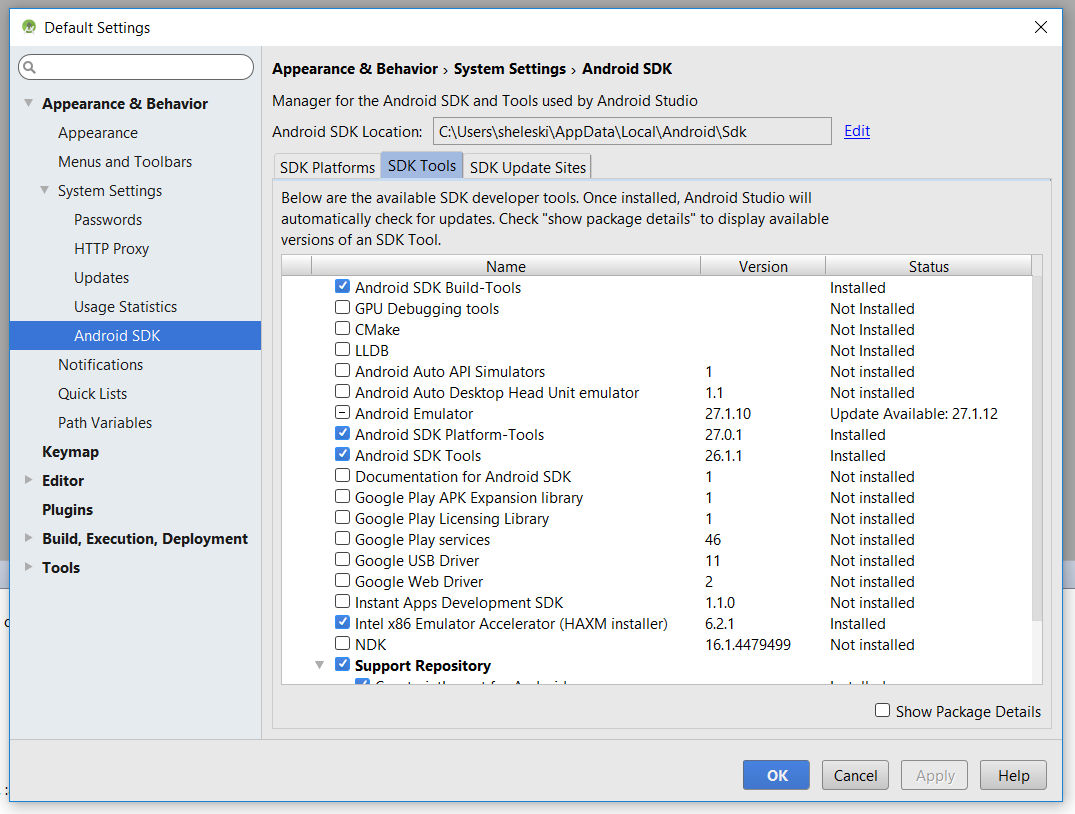 Default Settings
Appearance & Behavior
Appearance
Menus and Toolbars
System Settings
Passwords
HTTP Proxy
Updates
Usage Statistics
Android SDK
Notifications
Quick Lists
Path Variables
Keymap
Editor
Plugins
Build, Execution, Deployment
Tools
Appearance & Behavior › System Settings › Android SDK
Manager for the Android SDK and Tools used by Android Studio
Android SDK Location: C:\Users\sheleski\AppData\Local\Android\Sdk Edit
SDK Platforms SDK Tools SDK Update Sites
Below are the available SDK developer tools. Once installed, Android Studio will
automatically check for updates. Check "show package details" to display available
versions of an SDK Tool.
Name Version Status
Android SDK Build-Tools Installed
GPU Debugging tools Not Installed
CMake Not Installed
LLDB Not Installed
Android Auto API Simulators 1 Not installed
Android Auto Desktop Head Unit emulator 1.1 Not installed
Android Emulator 27.1.10 Update Available: 27.1.12
Android SDK Platform-Tools 27.0.1 Installed
Android SDK Tools 26.1.1 Installed
Documentation for Android SDK 1 Not installed
Google Play APK Expansion library 1 Not installed
Google Play Licensing Library 1 Not installed
Google Play services 46 Not installed
Google USB Driver 11 Not installed
Google Web Driver 2 Not installed
Instant Apps Development SDK 1.1.0 Not installed
Intel x86 Emulator Accelerator (HAXM installer) 6.2.1 Installed
NDK 16.1.4479499 Not installed
Support Repository
Show Package Details
OK Cancel Apply Help